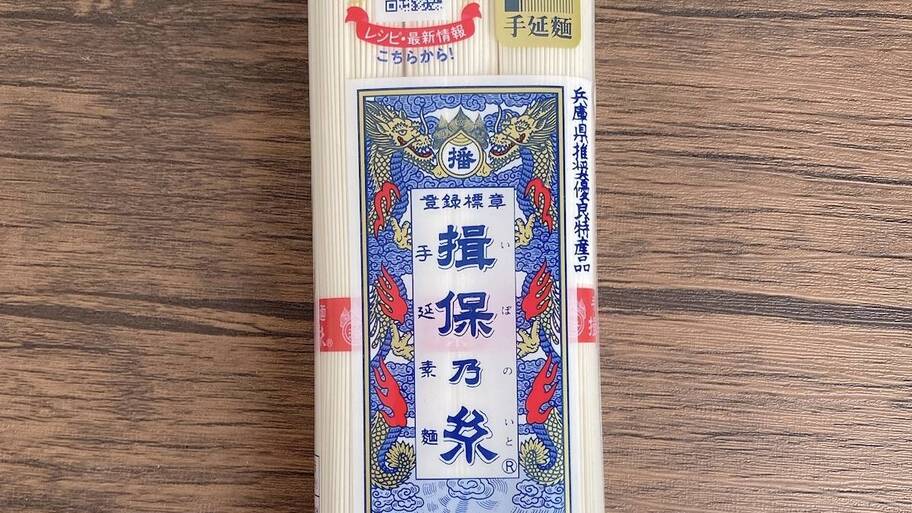 レシピ・最新情報
こちらから!
手延麺
兵庫県推奨優良特産品
播
登録標章
手延素麺
揖保乃糸
いぼのいと
®